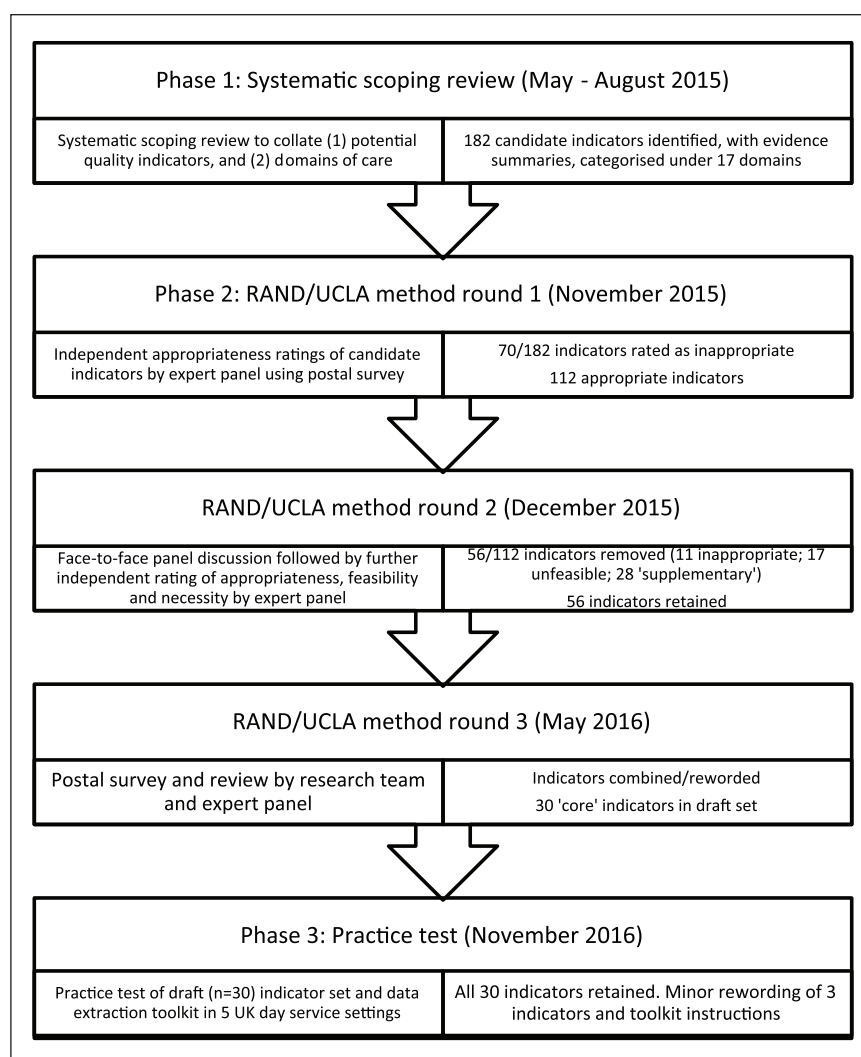 Phase 1: Systematic scoping review (May - August 2015)
Systematic scoping review to collate (1) potential
quality indicators, and (2) domains of care
182 candidate indicators identified, with evidence
summaries, categorised under 17 domains
Phase 2: RAND/UCLA method round 1 (November 2015)
Independent appropriateness ratings of candidate
indicators by expert panel using postal survey
70/182 indicators rated as inappropriate
112 appropriate indicators
RAND/UCLA method round 2 (December 2015)
Face-to-face panel discussion followed by further
independent rating of appropriateness, feasibility
and necessity by expert panel
56/112 indicators removed (11 inappropriate; 17
unfeasible; 28 'supplementary')
56 indicators retained
RAND/UCLA method round 3 (May 2016)
Postal survey and review by research team
and expert panel
Indicators combined/reworded
30 'core' indicators in draft set
Phase 3: Practice test (November 2016)
Practice test of draft (n=30) indicator set and data
extraction toolkit in 5 UK day service settings
All 30 indicators retained. Minor rewording of 3
indicators and toolkit instructions